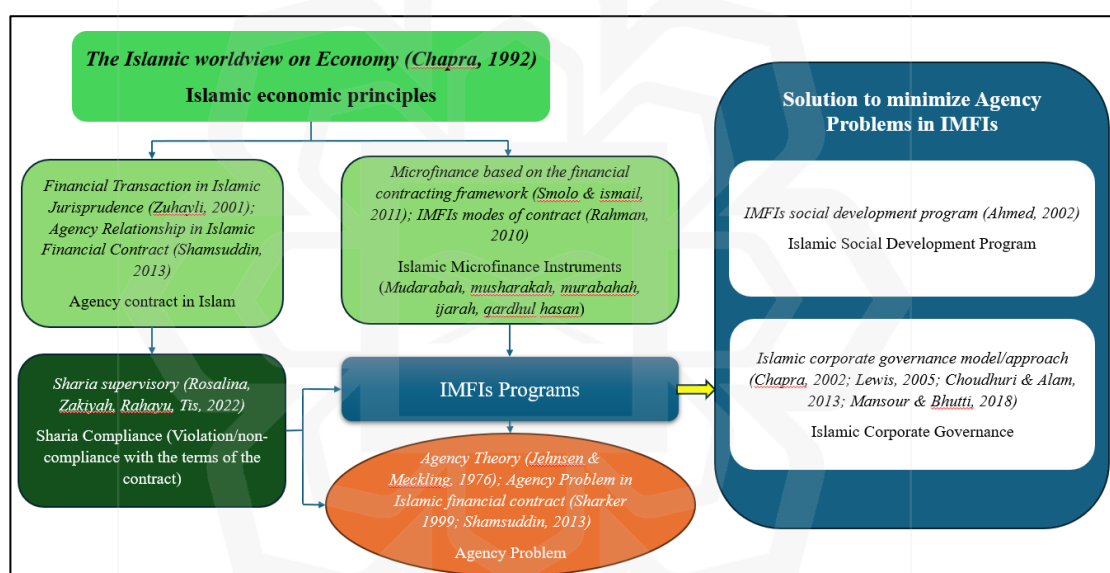 The Islamic worldview on Economy (Chapra, 1992)
Islamic economic principles
Financial Transaction in Islamic
Jurisprudence (Zuhayli, 2001);
Agency Relationship in Islamic
Financial Contract (Shamsuddin,
2013)
Agency contract in Islam
Microfinance based on the financial
contracting framework (Smolo & ismail,
2011); IMFIs modes of contract (Rahman,
2010)
Islamic Microfinance Instruments
(Mudarabah, musharakah, murabahah,
ijarah, qardhul hasan)
Sharia supervisory (Rosalina,
Zakiyah, Rahayu, Tis, 2022)
Sharia Compliance (Violation/non-
compliance with the terms of the
contract)
IMFIs Programs
Agency Theory (Jehnsen &
Meckling, 1976); Agency Problem in
Islamic financial contract (Sharker
1999; Shamsuddin, 2013)
Agency Problem
Solution to minimize Agency
Problems in IMFIs
IMFIs social development program (Ahmed, 2002)
Islamic Social Development Program
Islamic corporate governance model/approach
(Chapra, 2002; Lewis, 2005; Choudhuri & Alam,
2013; Mansour & Bhutti, 2018)
Islamic Corporate Governance